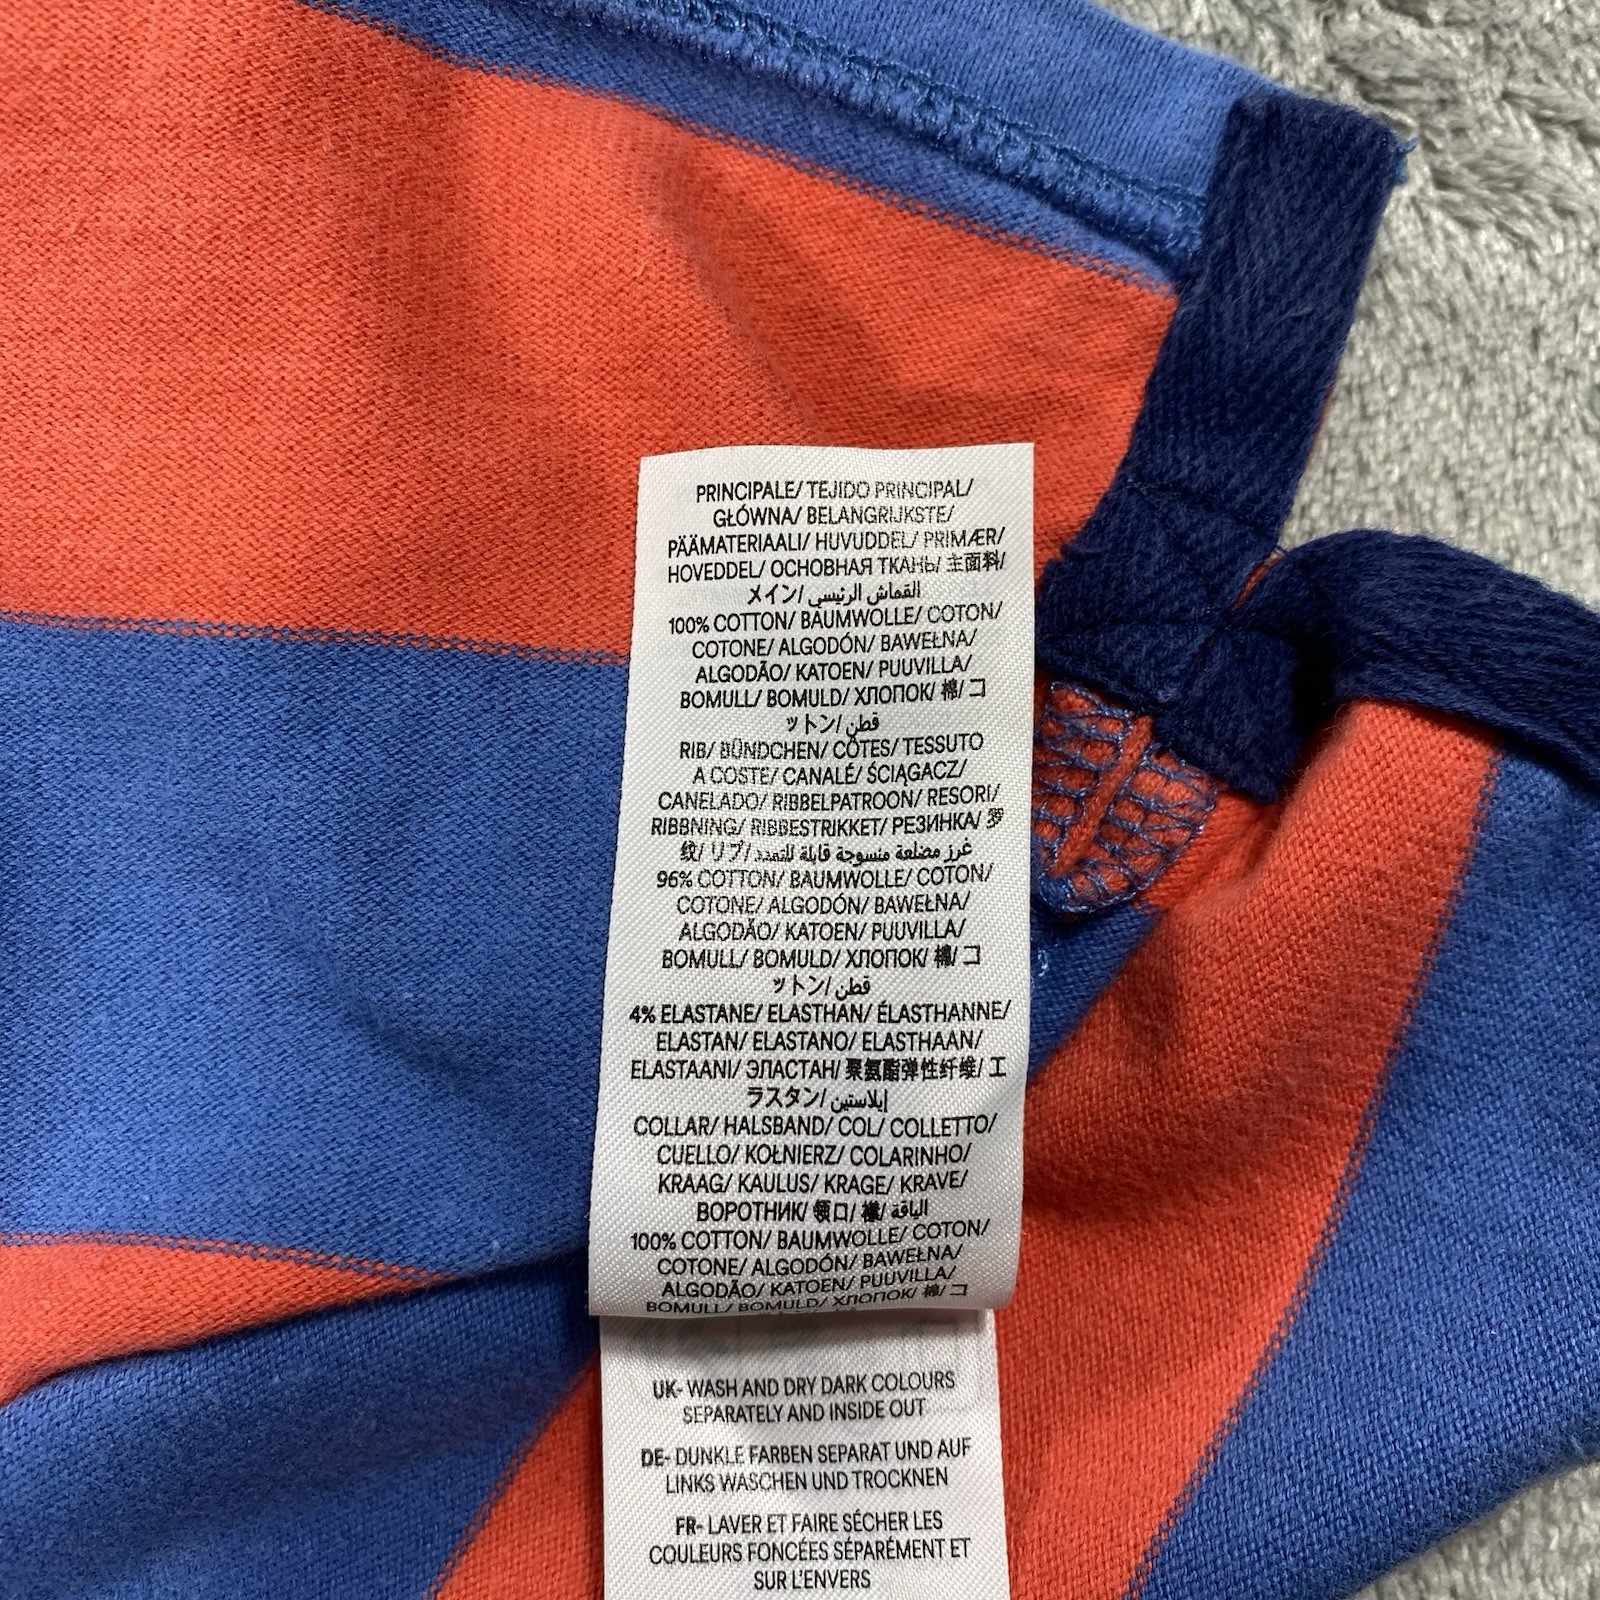 PRINCIPALE/ TEJIDO PRINCIPAL/
GŁÓWNA/ BELANGRIJKSTE/
PÄÄMATERIAALI/ HUVUDDEL/ PRIMÆR/
HOVEDDEL/ ОСНОВНАЯ ТКАНЬ/ 主面料/
メイン/ القماش الرئيسي
100% COTTON/ BAUMWOLLE/ COTON/
COTONE/ ALGODÓN/ BAWEŁNA/
ALGODÃO/ KATOEN/ PUUVILLA/
BOMULL/ BOMULD/ ХЛОПОК/ 棉/ コ
ットン/ قطن
RIB/ BÜNDCHEN/ CÔTES/ TESSUTO
A COSTE/ CANALÉ/ ŚCIĄGACZ/
CANELADO/ RIBBELPATROON/ RESORI/
RIBBNING/ RIBBESTRIKKET/ РЕЗИНКА/ 罗
纹/ リブ/ غرز مضلعة منسوجة قابلة للتمدد
96% COTTON/ BAUMWOLLE/ COTON/
COTONE/ ALGODÓN/ BAWEŁNA/
ALGODÃO/ KATOEN/ PUUVILLA/
BOMULL/ BOMULD/ ХЛОПОК/ 棉/ コ
ットン/ قطن
4% ELASTANE/ ELASTHAN/ ÉLASTHANNE/
ELASTAN/ ELASTANO/ ELASTHAAN/
ELASTAANI/ ЭЛАСТАН/ 聚氨酯弹性纤维/ エ
ラスタン/ إيلاستين
COLLAR/ HALSBAND/ COL/ COLLETTO/
CUELLO/ KOŁNIERZ/ COLARINHO/
KRAAG/ KAULUS/ KRAGE/ KRAVE/
ВОРОТНИК/ 领口/ 襟/ الياقة
100% COTTON/ BAUMWOLLE/ COTON/
COTONE/ ALGODÓN/ BAWEŁNA/
ALGODÃO/ KATOEN/ PUUVILLA/
BOMULL/ BOMULD/ ХЛОПОК/ 棉/ コ
UK- WASH AND DRY DARK COLOURS
SEPARATELY AND INSIDE OUT
DE- DUNKLE FARBEN SEPARAT UND AUF
LINKS WASCHEN UND TROCKNEN
FR- LAVER ET FAIRE SÉCHER LES
COULEURS FONCÉES SÉPARÉMENT ET
SUR L'ENVERS